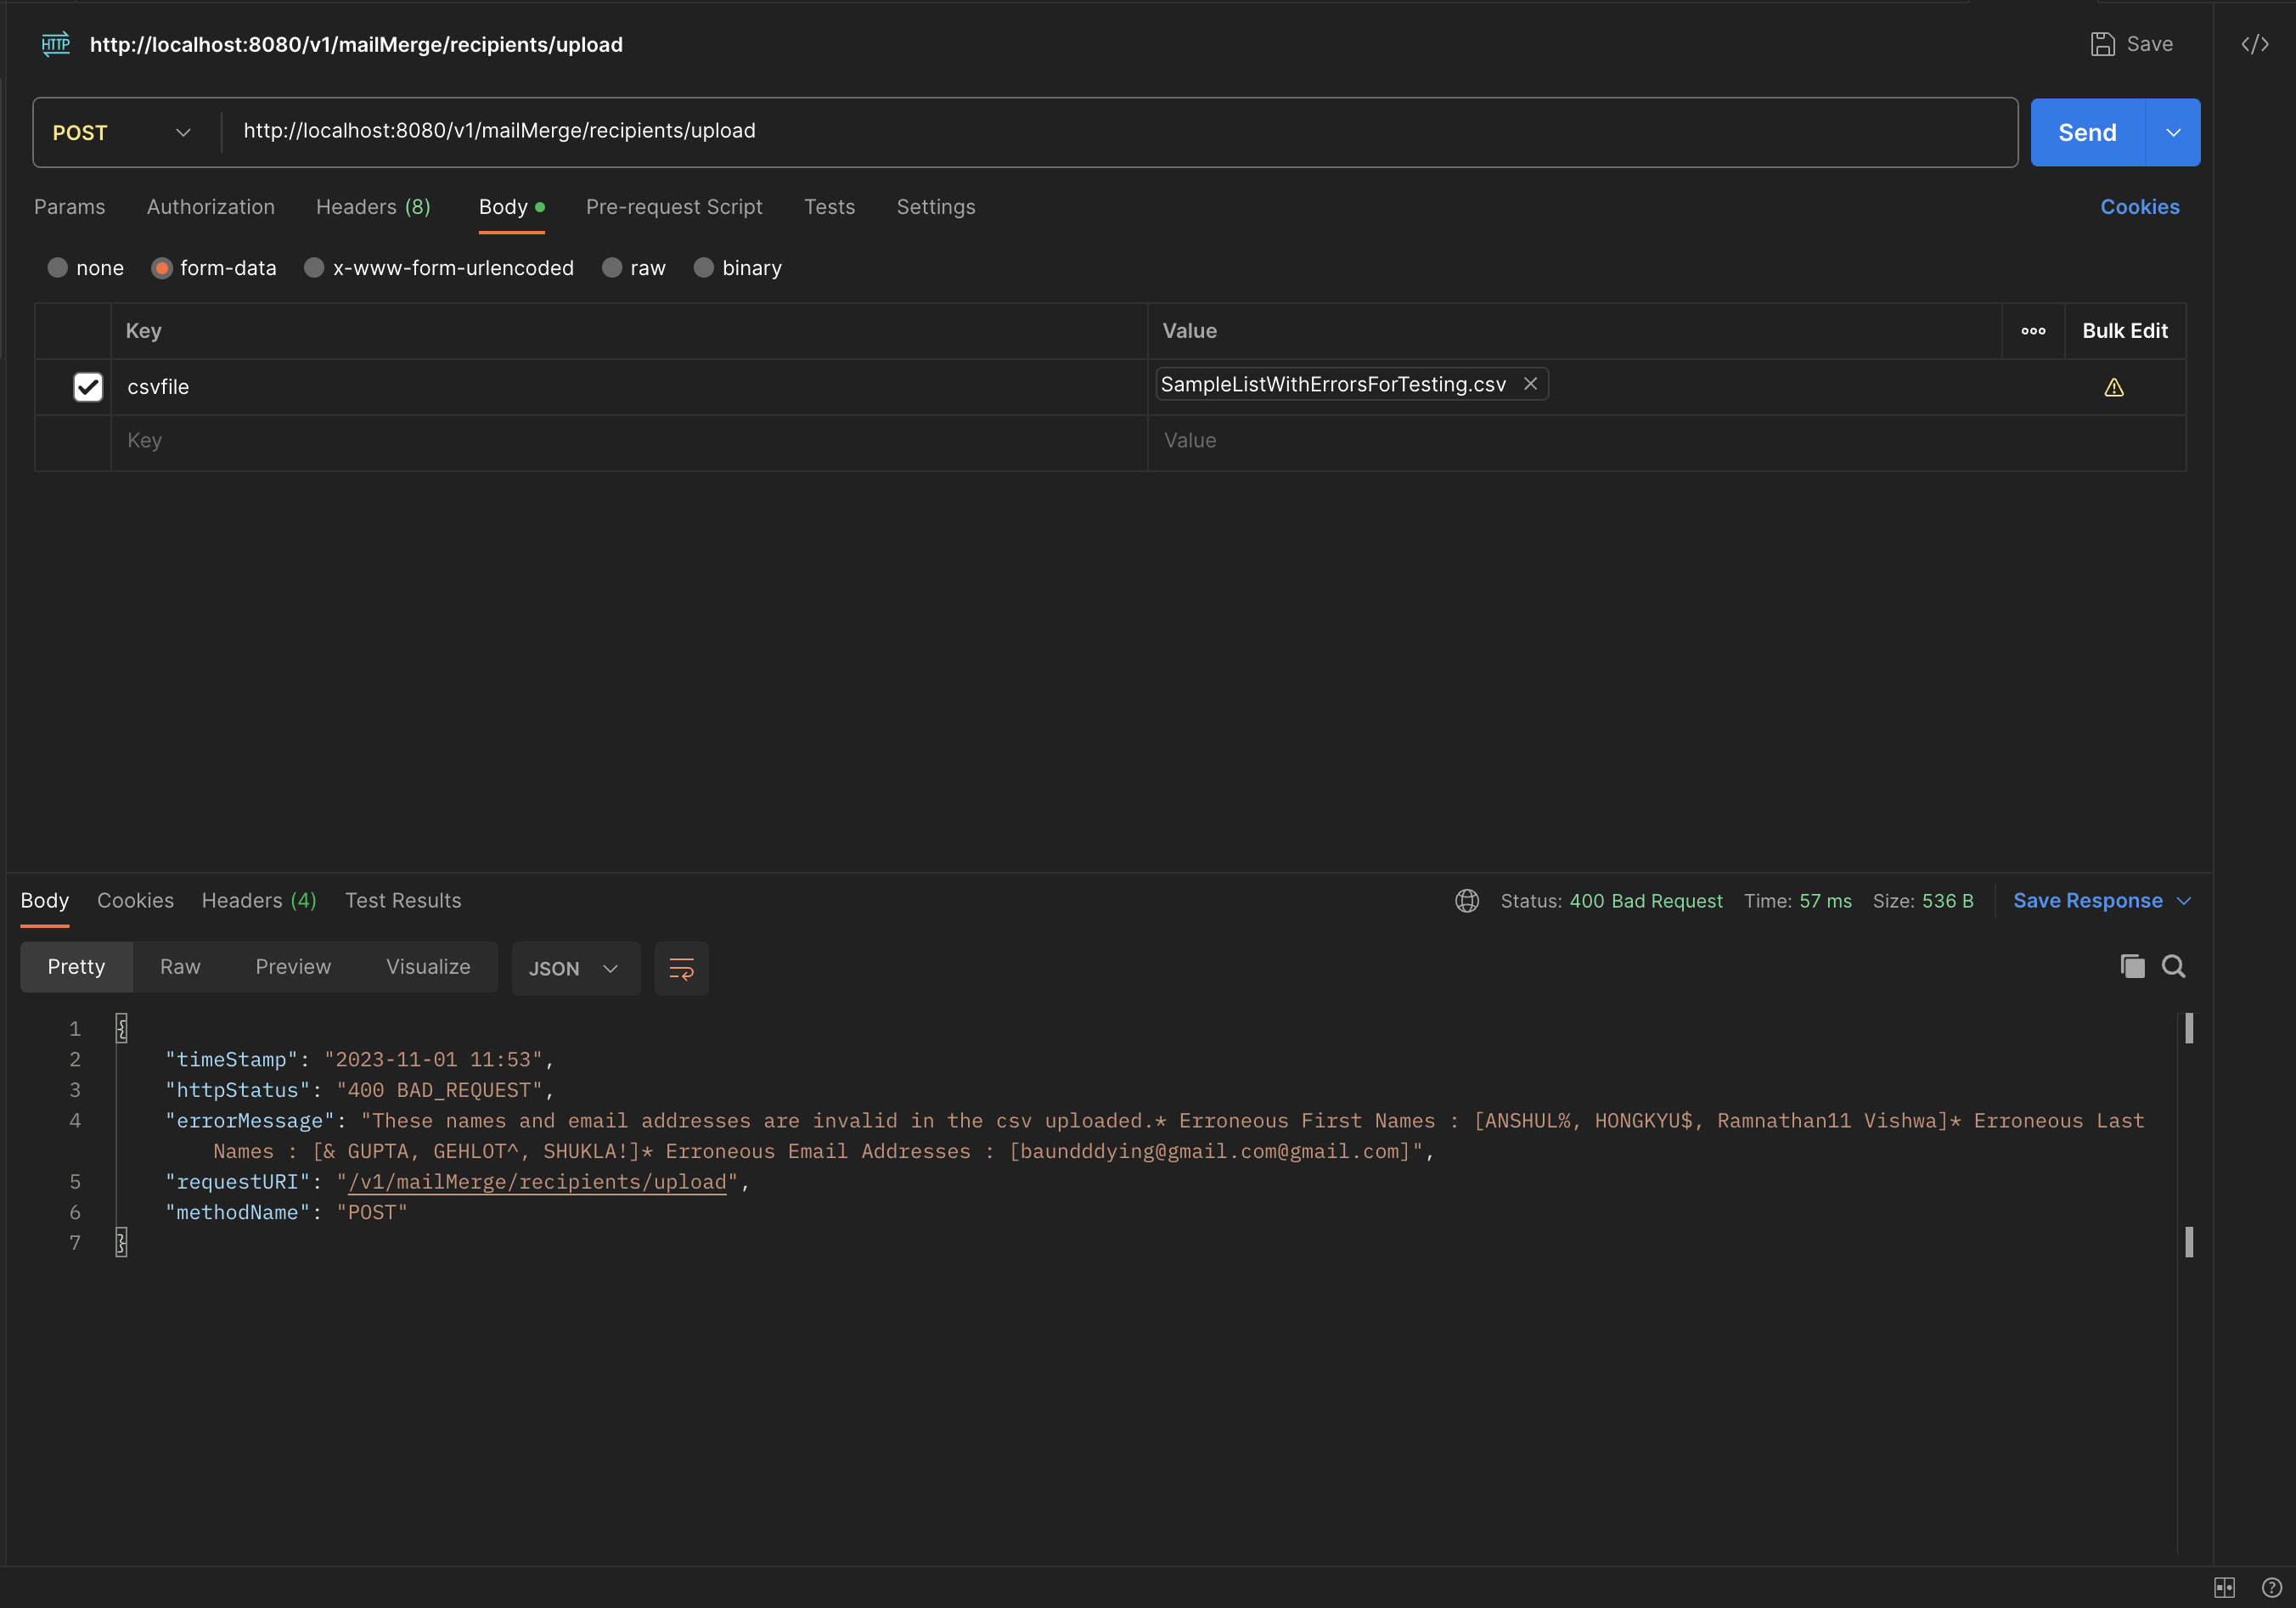 HTTP http://localhost:8080/v1/mailMerge/recipients/upload Save </>
POST http://localhost:8080/v1/mailMerge/recipients/upload Send
Params Authorization Headers (8) Body Pre-request Script Tests Settings Cookies
none form-data x-www-form-urlencoded raw binary
Key Value Bulk Edit
csvfile SampleListWithErrorsForTesting.csv
Key Value
Body Cookies Headers (4) Test Results Status: 400 Bad Request Time: 57 ms Size: 536 B Save Response
Pretty Raw Preview Visualize JSON
1 {
2 "timeStamp": "2023-11-01 11:53",
3 "httpStatus": "400 BAD_REQUEST",
4 "errorMessage": "These names and email addresses are invalid in the csv uploaded.* Erroneous First Names : [ANSHUL%, HONGKYU$, Ramnathan11 Vishwa]* Erroneous Last
Names : [& GUPTA, GEHLOT^, SHUKLA!]* Erroneous Email Addresses : [baundddying@gmail.com@gmail.com]",
5 "requestURI": "/v1/mailMerge/recipients/upload",
6 "methodName": "POST"
7 }